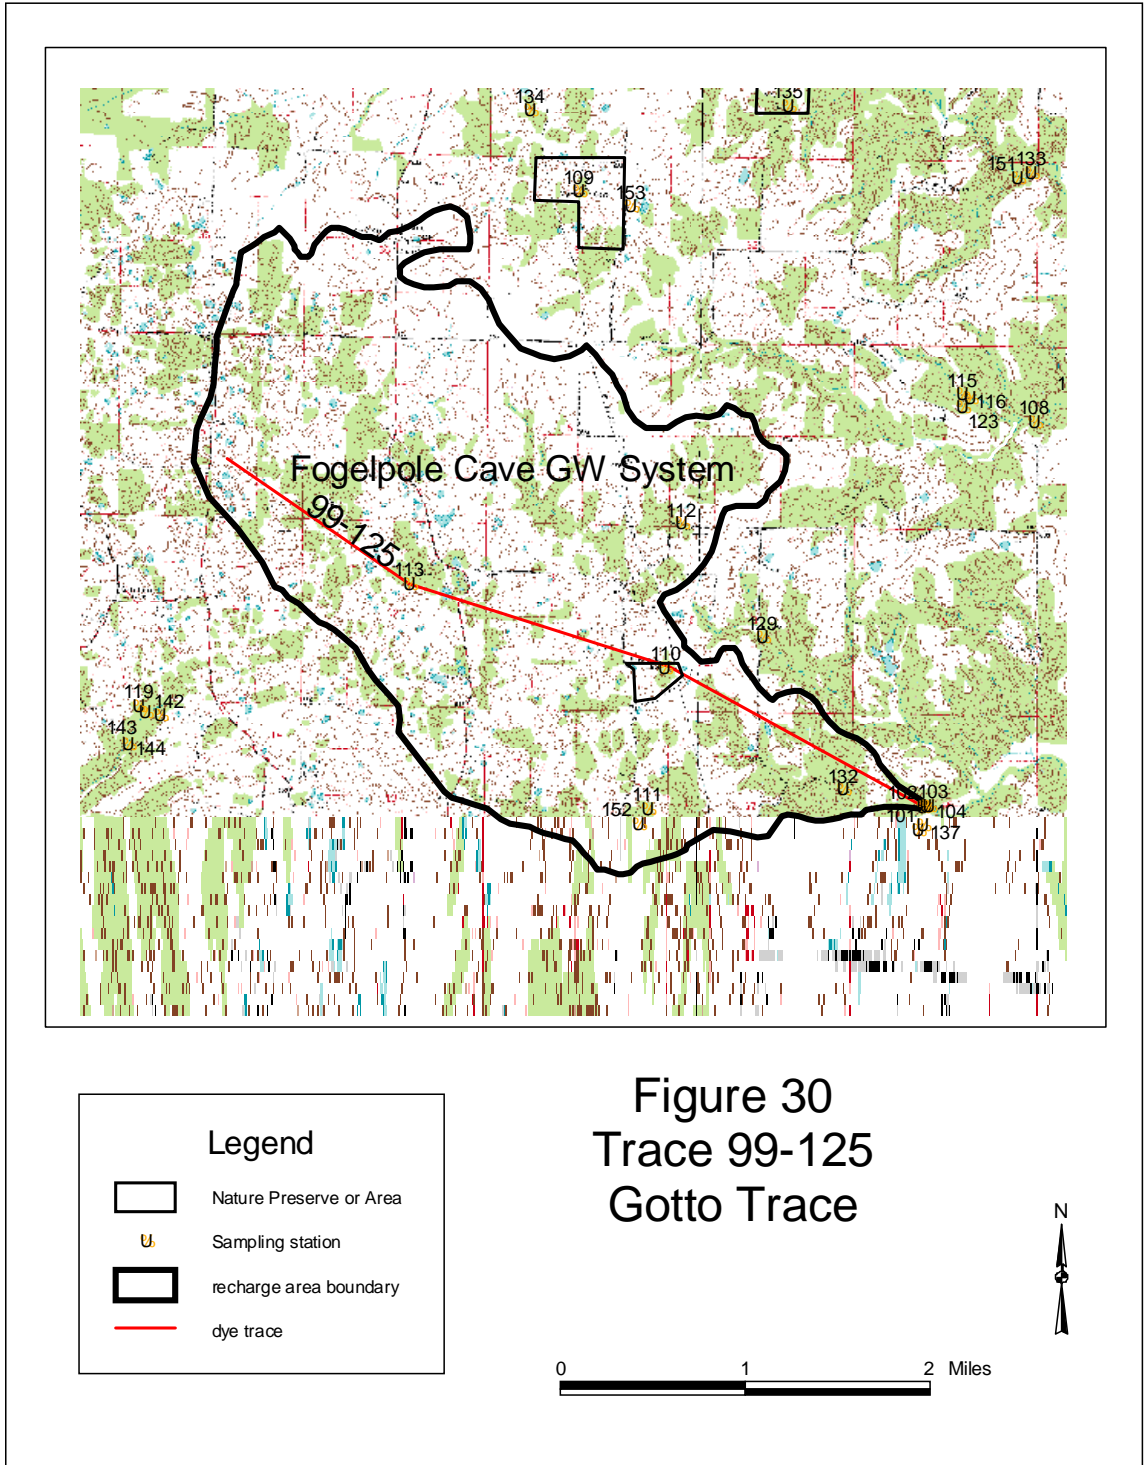 134
135
151
133
109
153
115
116
108
123
Fogelpole Cave GW System
112
99-125
113
129
110
119
142
143
144
132
111
152
103
104
101
137
Figure 30
Trace 99-125
Gotto Trace
Legend
Nature Preserve or Area
Sampling station
recharge area boundary
dye trace
N
0 1 2 Miles